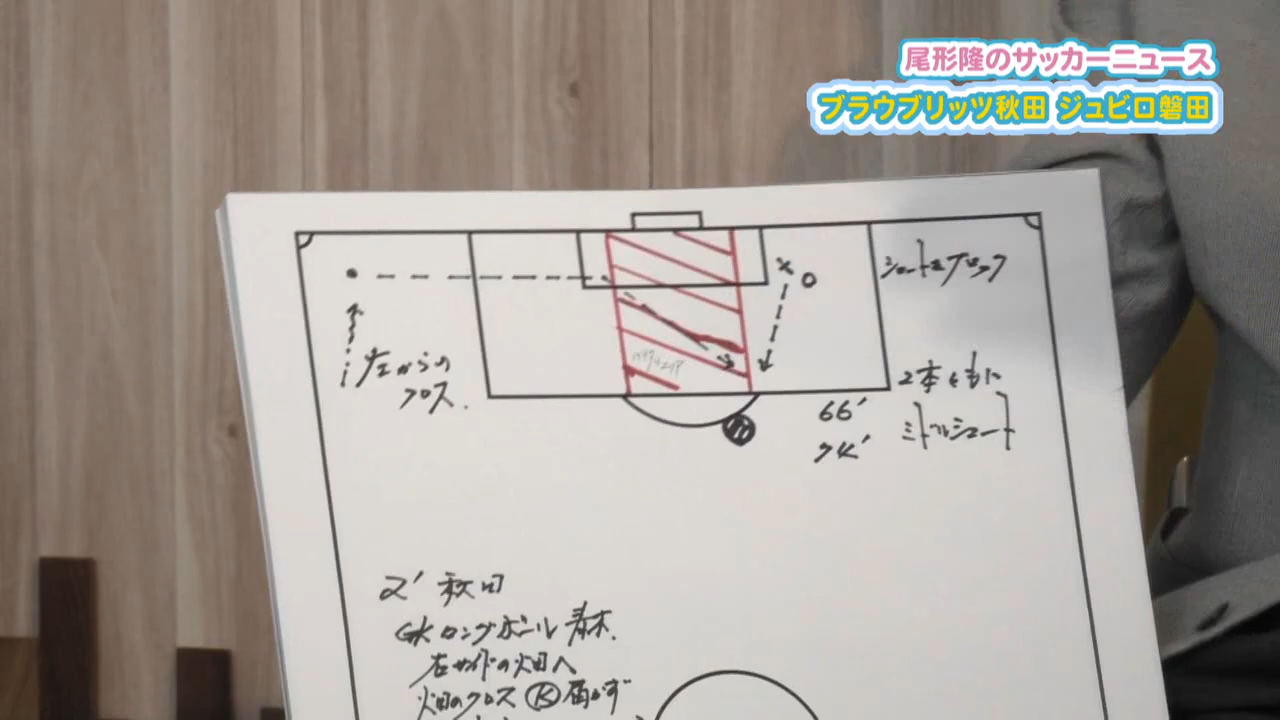 尾形隆のサッカーニュース
ブラウブリッツ秋田 ジュビロ磐田
シュートをブロック
左からの
クロス.
2本ともに
ミドルシュート
66′
74′
2′ 秋田
GK ロングボール 青木.
右サイドの畑へ
畑のクロス Ⓚ 届かず